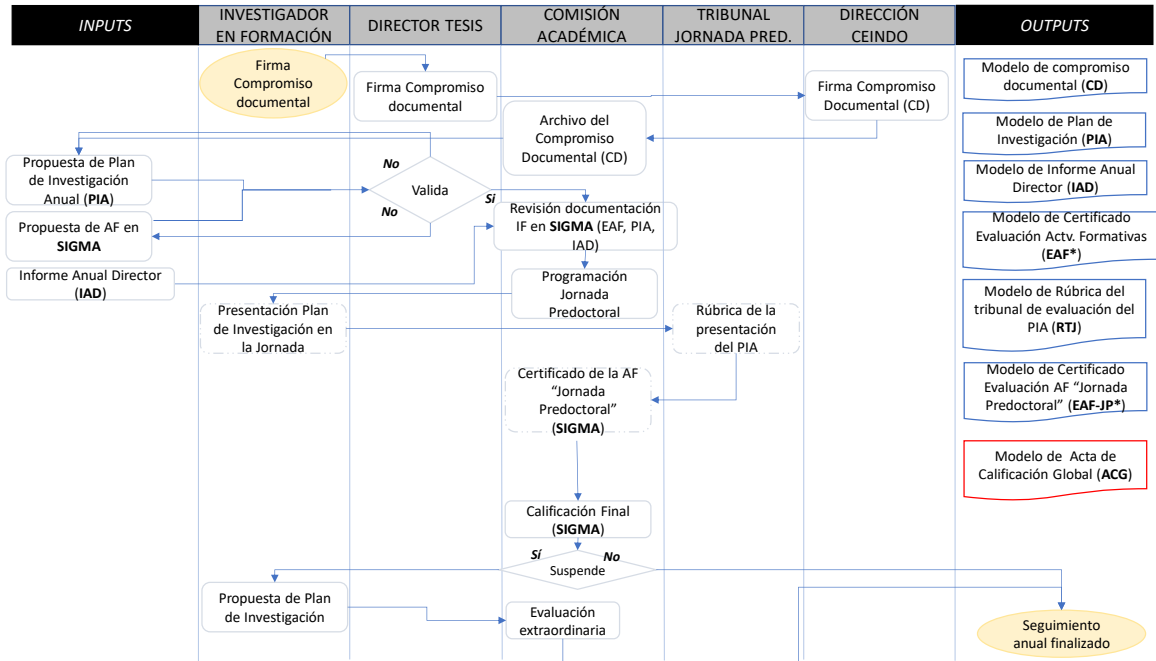 INPUTS
INVESTIGADOR
EN FORMACIÓN
DIRECTOR TESIS
COMISIÓN
ACADÉMICA
TRIBUNAL
JORNADA PRED.
DIRECCIÓN
CEINDO
OUTPUTS
Firma
Compromiso
documental
Firma Compromiso
documental
Firma Compromiso
Documental (CD)
Modelo de compromiso
documental (CD)
Archivo del
Compromiso
Documental (CD)
Modelo de Plan de
Investigación (PIA)
Propuesta de Plan
de Investigación
Anual (PIA)
No
Valida
No
Si
Modelo de Informe Anual
Director (IAD)
Propuesta de AF en
SIGMA
Revisión documentación
IF en SIGMA (EAF, PIA,
IAD)
Modelo de Certificado
Evaluación Actv. Formativas
(EAF*)
Informe Anual Director
(IAD)
Programación
Jornada
Predoctoral
Presentación Plan
de Investigación en
la Jornada
Rúbrica de la
presentación
del PIA
Modelo de Rúbrica del
tribunal de evaluación del
PIA (RTJ)
Certificado de la AF
“Jornada
Predoctoral”
(SIGMA)
Modelo de Certificado
Evaluación AF “Jornada
Predoctoral” (EAF-JP*)
Modelo de Acta de
Calificación Global (ACG)
Calificación Final
(SIGMA)
Sí
No
Suspende
Propuesta de Plan
de Investigación
Evaluación
extraordinaria
Seguimiento
anual finalizado